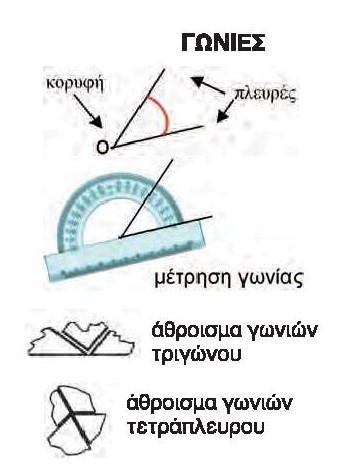 ΓΩΝΙΕΣ
κορυφή
πλευρές
Ο
μέτρηση γωνίας
άθροισμα γωνιών
τριγώνου
άθροισμα γωνιών
τετράπλευρου